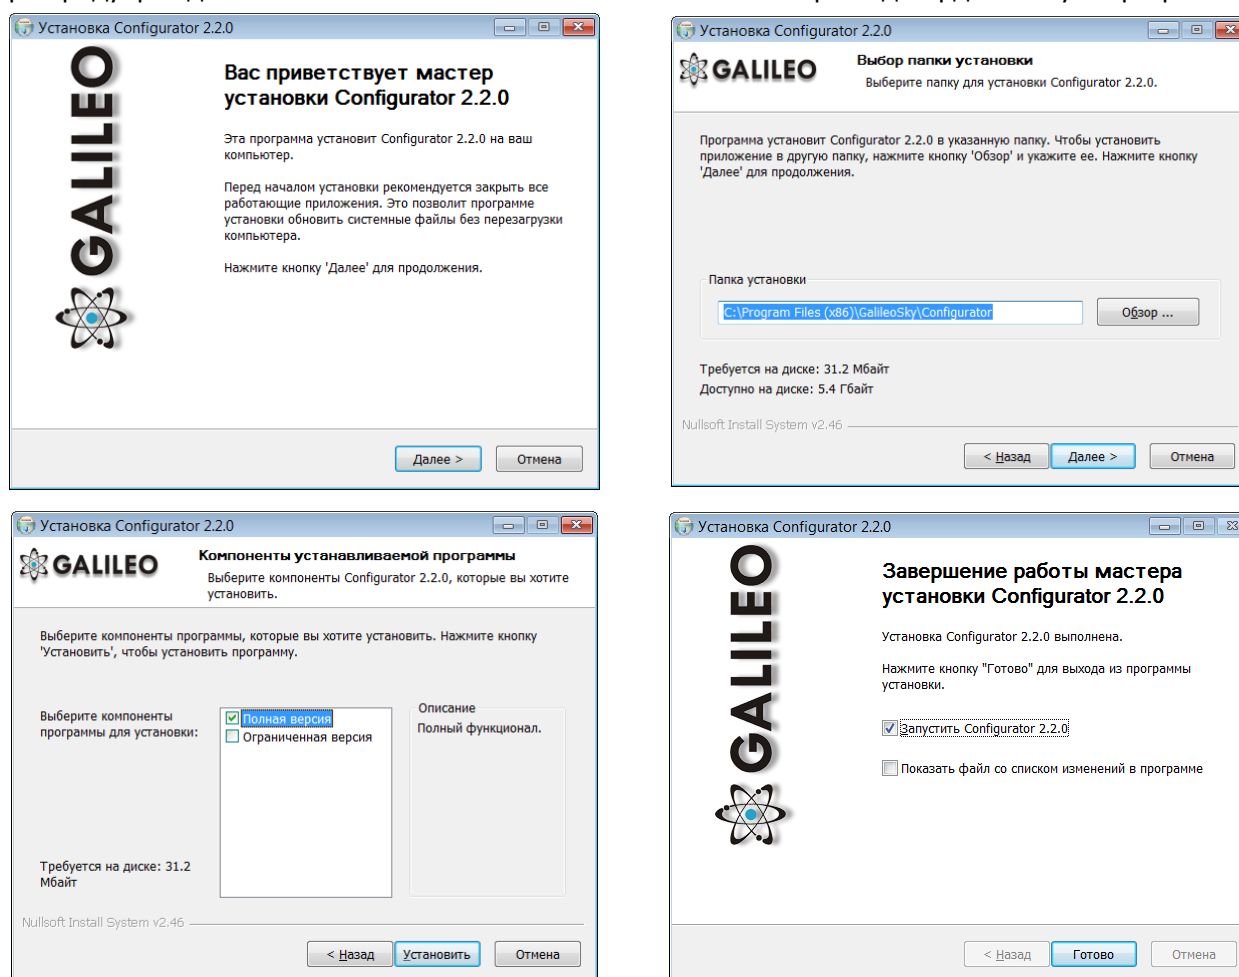 Установка Configurator 2.2.0
GALILEO
Вас приветствует мастер
установки Configurator 2.2.0
Эта программа установит Configurator 2.2.0 на ваш
компьютер.
Перед началом установки рекомендуется закрыть все
работающие приложения. Это позволит программе
установки обновить системные файлы без перезагрузки
компьютера.
Нажмите кнопку 'Далее' для продолжения.
Далее >
Отмена
Установка Configurator 2.2.0
GALILEO
Выбор папки установки
Выберите папку для установки Configurator 2.2.0.
Программа установит Configurator 2.2.0 в указанную папку. Чтобы установить
приложение в другую папку, нажмите кнопку 'Обзор' и укажите ее. Нажмите кнопку
'Далее' для продолжения.
Папка установки
C:\Program Files (x86)\GalileoSky\Configurator
Обзор ...
Требуется на диске: 31.2 Мбайт
Доступно на диске: 5.4 Гбайт
Nullsoft Install System v2.46
< Назад
Далее >
Отмена
Установка Configurator 2.2.0
GALILEO
Компоненты устанавливаемой программы
Выберите компоненты Configurator 2.2.0, которые вы хотите
установить.
Выберите компоненты программы, которые вы хотите установить. Нажмите кнопку
'Установить', чтобы установить программу.
Выберите компоненты
программы для установки:
Полная версия
Ограниченная версия
Описание
Полный функционал.
Требуется на диске: 31.2
Мбайт
Nullsoft Install System v2.46
< Назад
Установить
Отмена
Установка Configurator 2.2.0
GALILEO
Завершение работы мастера
установки Configurator 2.2.0
Установка Configurator 2.2.0 выполнена.
Нажмите кнопку "Готово" для выхода из программы
установки.
Запустить Configurator 2.2.0
Показать файл со списком изменений в программе
< Назад
Готово
Отмена